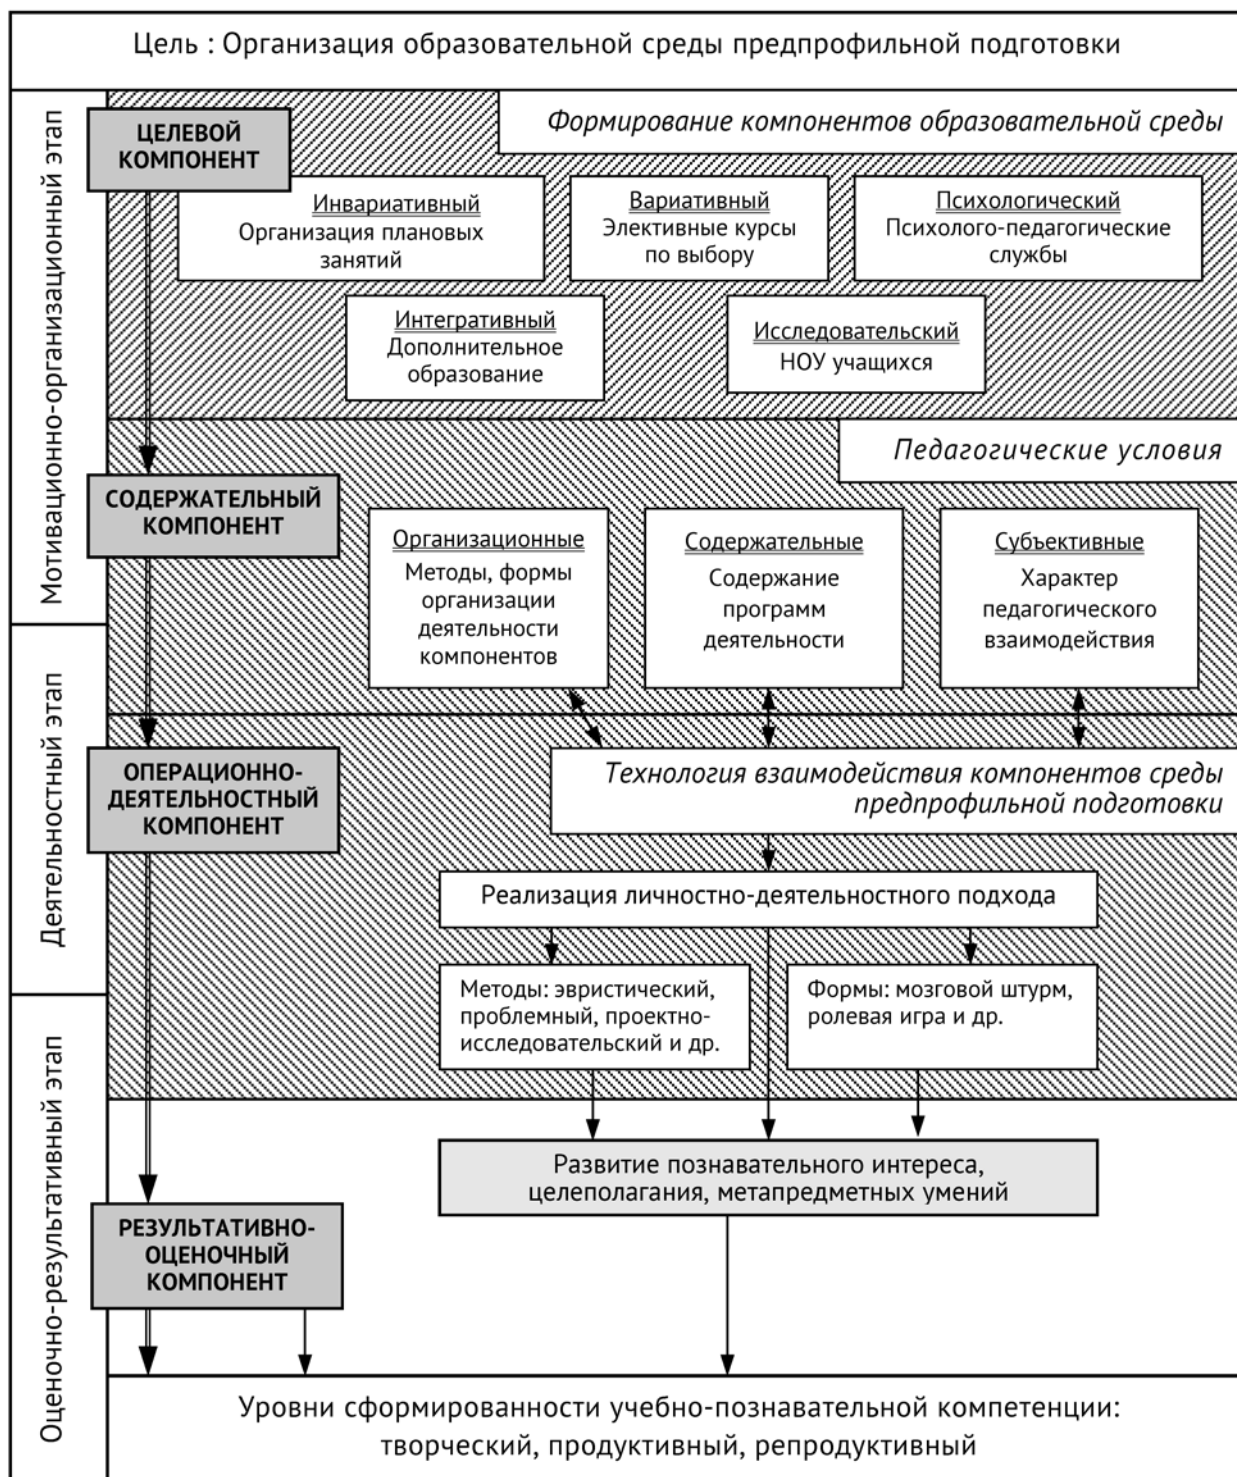 Цель : Организация образовательной среды предпрофильной подготовки
Мотивационно-организационный этап
ЦЕЛЕВОЙ
КОМПОНЕНТ
Формирование компонентов образовательной среды
Инвариативный
Организация плановых
занятий
Вариативный
Элективные курсы
по выбору
Психологический
Психолого-педагогические
службы
Интегративный
Дополнительное
образование
Исследовательский
НОУ учащихся
Педагогические условия
СОДЕРЖАТЕЛЬНЫЙ
КОМПОНЕНТ
Организационные
Методы, формы
организации
деятельности
компонентов
Содержательные
Содержание
программ
деятельности
Субъективные
Характер
педагогического
взаимодействия
Деятельностный этап
ОПЕРАЦИОННО-
ДЕЯТЕЛЬНОСТНЫЙ
КОМПОНЕНТ
Технология взаимодействия компонентов среды
предпрофильной подготовки
Реализация личностно-деятельностного подхода
Методы: эвристический,
проблемный, проектно-
исследовательский и др.
Формы: мозговой штурм,
ролевая игра и др.
Оценочно-результативный этап
Развитие познавательного интереса,
целеполагания, метапредметных умений
РЕЗУЛЬТАТИВНО-
ОЦЕНОЧНЫЙ
КОМПОНЕНТ
Уровни сформированности учебно-познавательной компетенции:
творческий, продуктивный, репродуктивный